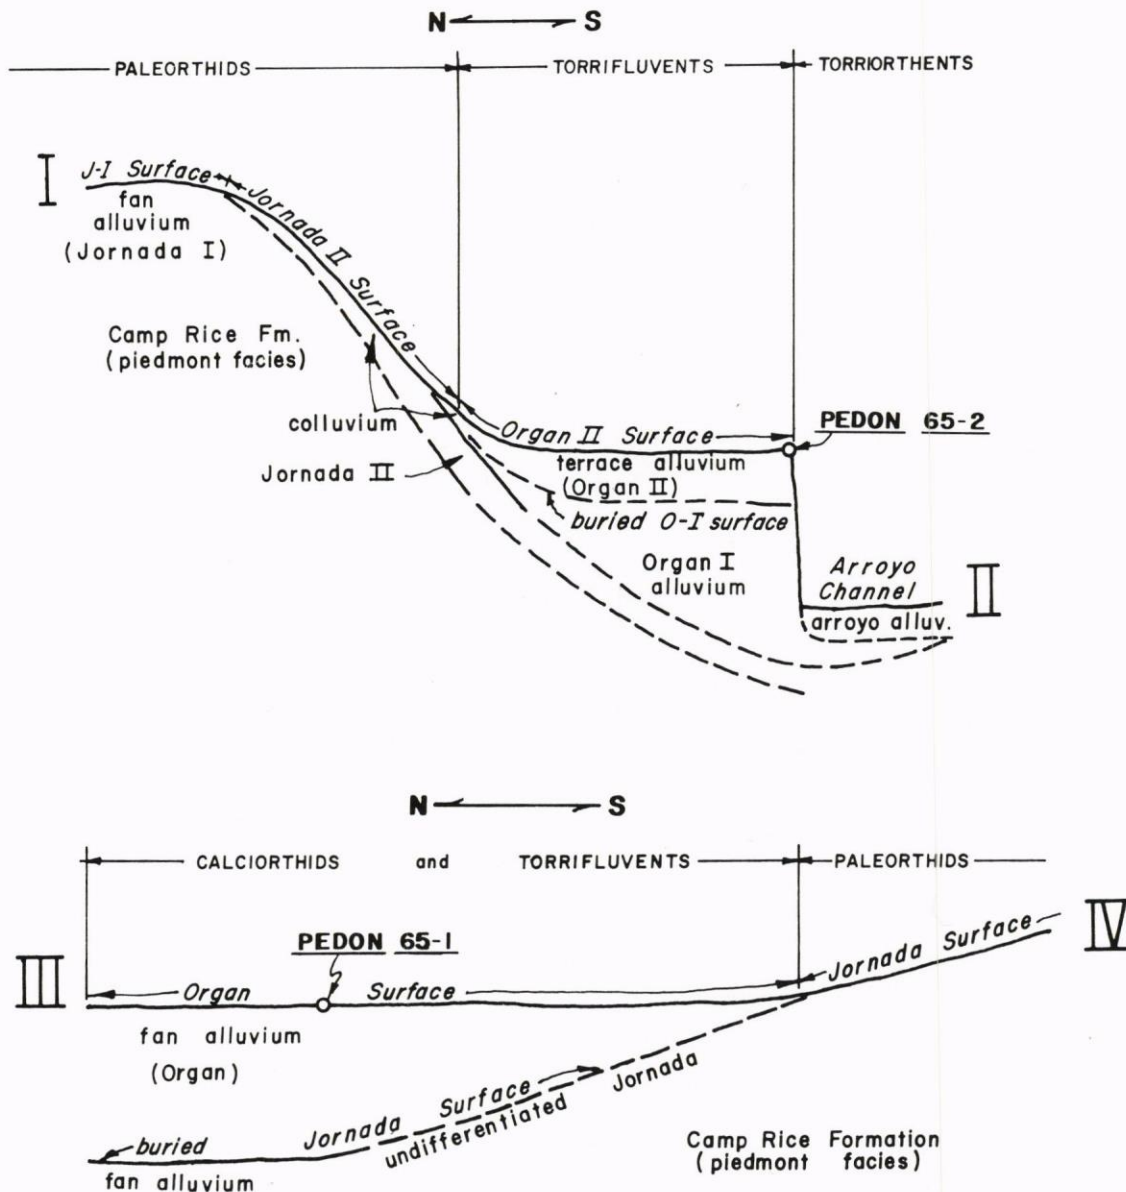 N S
PALEORTHIDS TORRIFLUVENTS TORRIORTHENTS
I
J-I Surface
fan
alluvium
(Jornada I)
Jornada II Surface
Camp Rice Fm.
(piedmont facies)
colluvium
Jornada II
Organ II Surface
PEDON 65-2
terrace alluvium
(Organ II)
buried O-I surface
Organ I
alluvium
Arroyo
Channel
II
arroyo alluv.
N S
CALCIORTHIDS and TORRIFLUVENTS PALEORTHIDS
PEDON 65-1
III
IV
Organ Surface
Jornada Surface
fan alluvium
(Organ)
buried Jornada Surface
undifferentiated Jornada
fan alluvium
Camp Rice Formation
(piedmont facies)